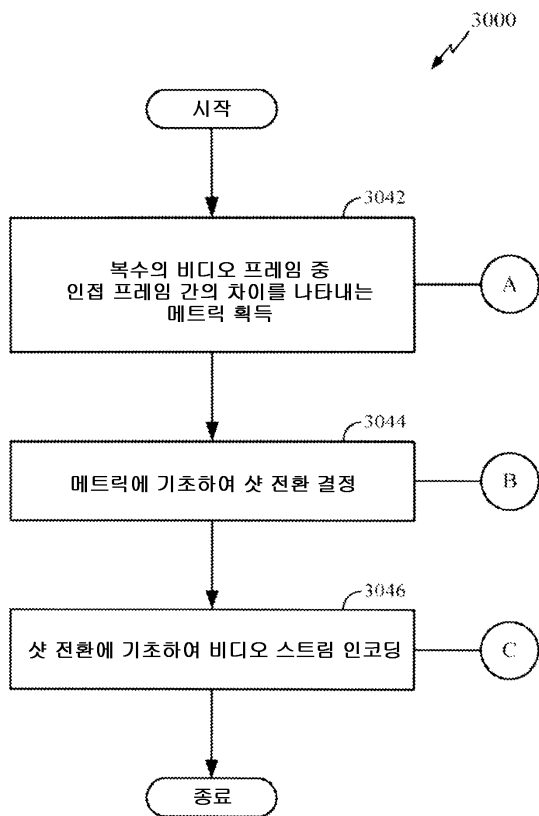 3000
시작
3042
복수의 비디오 프레임 중
인접 프레임 간의 차이를 나타내는
메트릭 획득
A
3044
메트릭에 기초하여 샷 전환 결정
B
3046
샷 전환에 기초하여 비디오 스트림 인코딩
C
종료